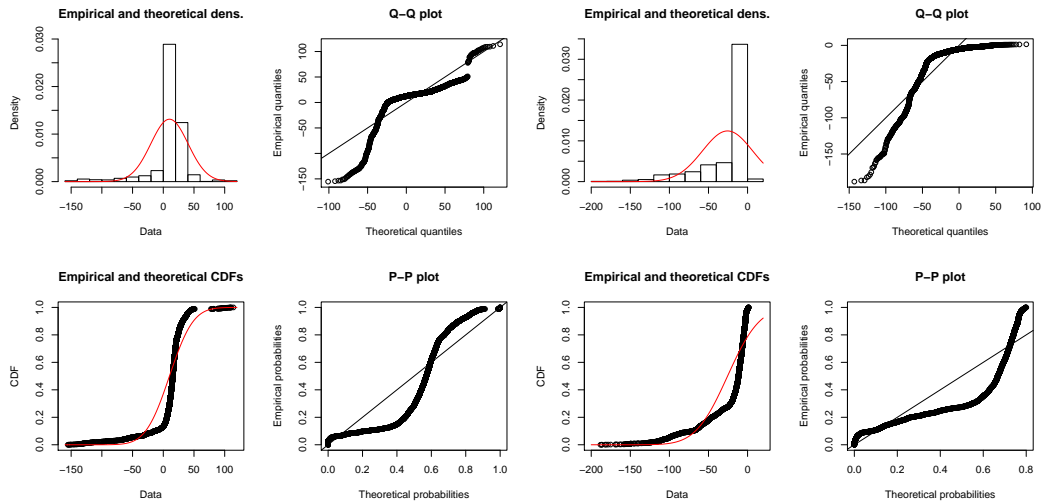 Empirical and theoretical dens.
Density
0.000 0.010 0.020 0.030
−150 −50 0 50 100
Data
Q−Q plot
Empirical quantiles
−150 −50 0 50 100
−100 −50 0 50 100
Theoretical quantiles
Empirical and theoretical dens.
Density
0.000 0.010 0.020 0.030
−200 −150 −100 −50 0
Data
Q−Q plot
Empirical quantiles
−150 −100 −50 0
−150 −100 −50 0 50 100
Theoretical quantiles
Empirical and theoretical CDFs
CDF
0.0 0.2 0.4 0.6 0.8 1.0
−150 −50 0 50 100
Data
P−P plot
Empirical probabilities
0.0 0.2 0.4 0.6 0.8 1.0
0.0 0.2 0.4 0.6 0.8 1.0
Theoretical probabilities
Empirical and theoretical CDFs
CDF
0.0 0.2 0.4 0.6 0.8 1.0
−200 −150 −100 −50 0
Data
P−P plot
Empirical probabilities
0.0 0.2 0.4 0.6 0.8 1.0
0.0 0.2 0.4 0.6 0.8
Theoretical probabilities